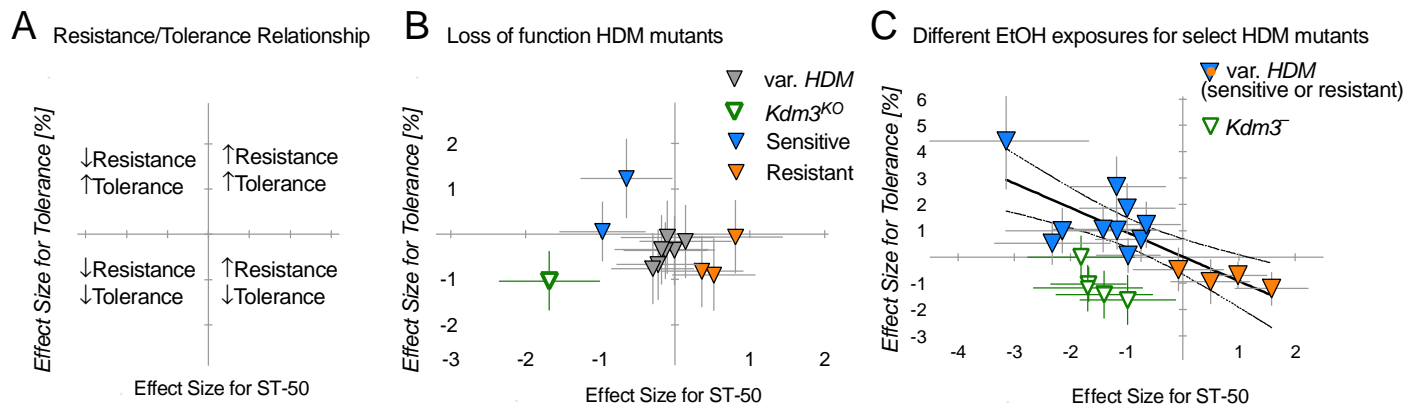 A Resistance/Tolerance Relationship
Effect Size for Tolerance [%]
↓Resistance
↑Tolerance
↑Resistance
↑Tolerance
↓Resistance
↓Tolerance
↑Resistance
↓Tolerance
Effect Size for ST-50
B Loss of function HDM mutants
var. HDM
Kdm3KO
Sensitive
Resistant
Effect Size for Tolerance [%]
2
1
0
-1
-2
-3 -2 -1 0 1 2
Effect Size for ST-50
C Different EtOH exposures for select HDM mutants
var. HDM
(sensitive or resistant)
Kdm3–
Effect Size for Tolerance [%]
6
5
4
3
2
1
0
-1
-2
-3
-4 -3 -2 -1 0 1 2
Effect Size for ST-50